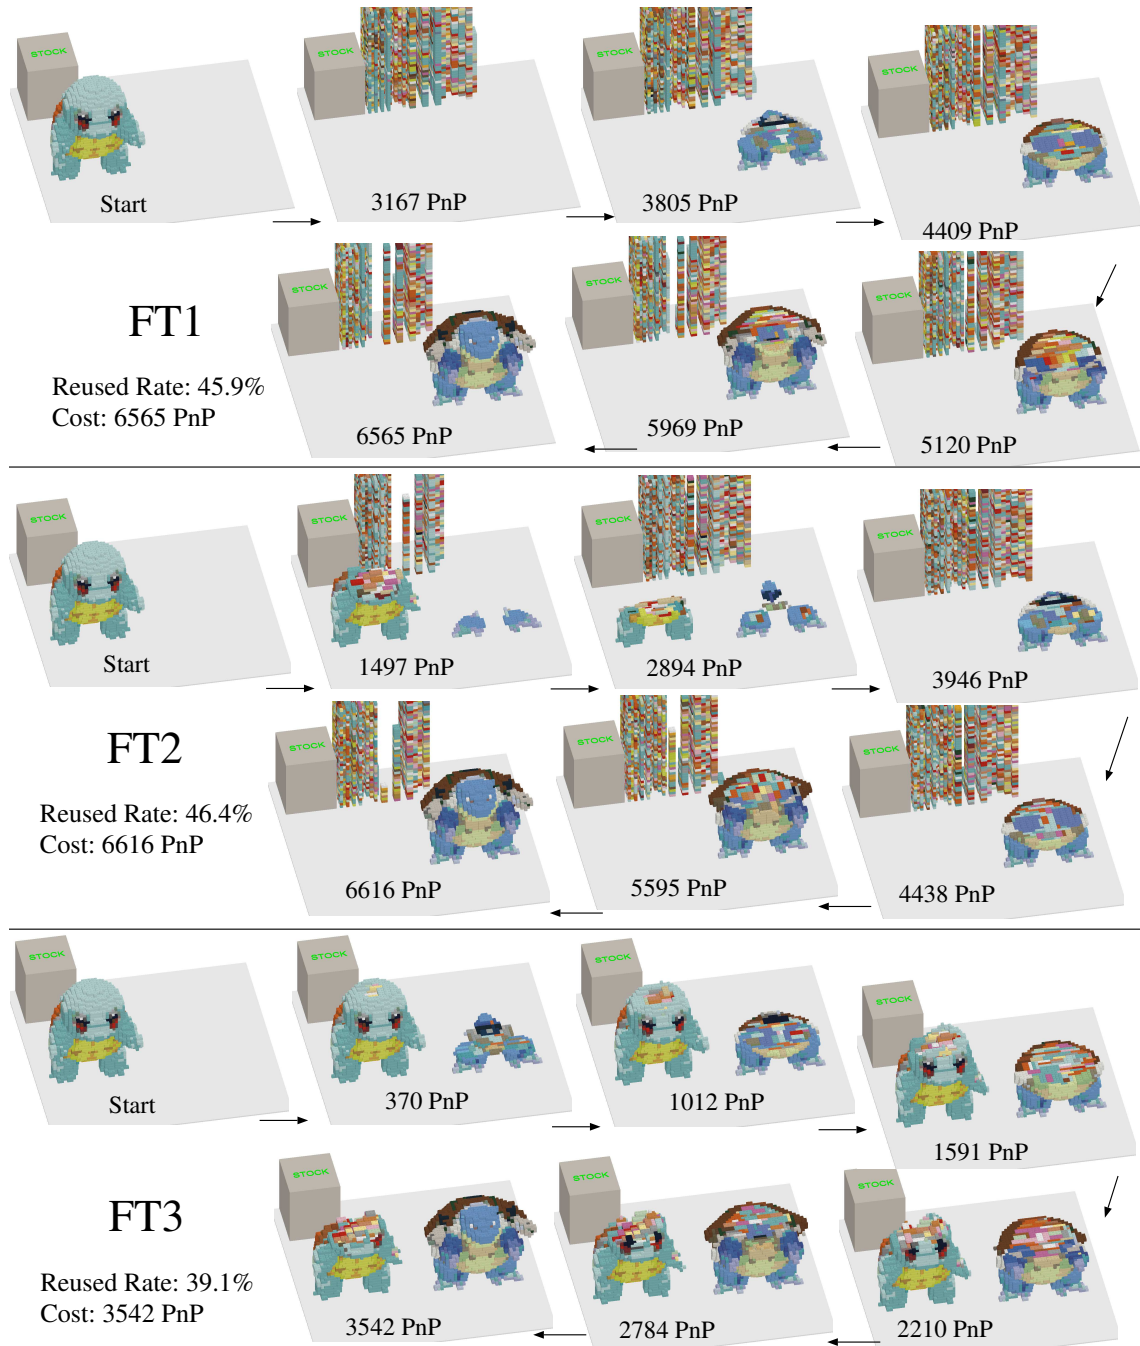 STOCK
STOCK
STOCK
STOCK
Start
3167 PnP
3805 PnP
4409 PnP
STOCK
STOCK
STOCK
FT1
Reused Rate: 45.9%
Cost: 6565 PnP
6565 PnP
5969 PnP
5120 PnP
STOCK
STOCK
STOCK
STOCK
Start
1497 PnP
2894 PnP
3946 PnP
STOCK
STOCK
STOCK
FT2
Reused Rate: 46.4%
Cost: 6616 PnP
6616 PnP
5595 PnP
4438 PnP
STOCK
STOCK
STOCK
STOCK
Start
370 PnP
1012 PnP
1591 PnP
STOCK
STOCK
STOCK
FT3
Reused Rate: 39.1%
Cost: 3542 PnP
3542 PnP
2784 PnP
2210 PnP